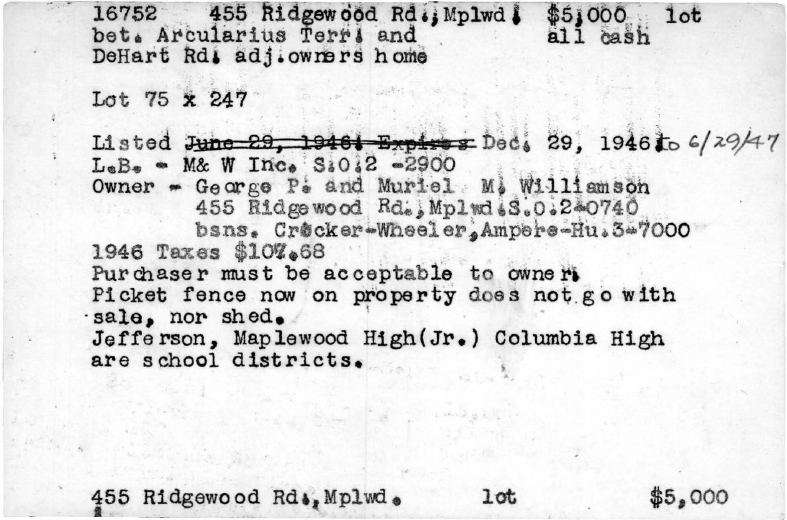 16752 455 Ridgewood Rd., Mplwd. $5,000 lot
bet. Arcularius Terr. and all cash
DeHart Rd. adj.owners home
Lot 75 x 247
Listed June 29, 1946. Expires Dec. 29, 1946 to 6/29/47
L.B. - M& W Inc. S.O.2 -2900
Owner - George P. and Muriel M. Williamson
455 Ridgewood Rd., Mplwd.S.O.2-0740
bsns. Crocker-Wheeler,Ampere-Hu.3-7000
1946 Taxes $107.68
Purchaser must be acceptable to owner.
Picket fence now on property does not go with
sale, nor shed.
Jefferson, Maplewood High(Jr.) Columbia High
are school districts.
455 Ridgewood Rd., Mplwd. lot $5,000